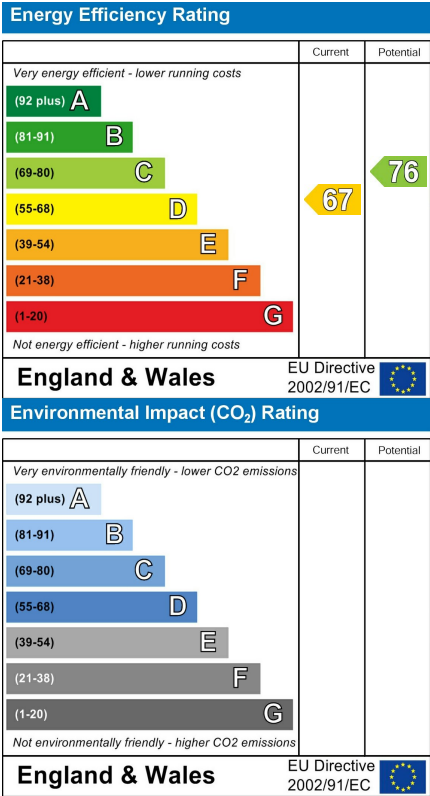 Energy Efficiency Rating
Current Potential
Very energy efficient - lower running costs
(92 plus) A
(81-91) B
(69-80) C
(55-68) D
(39-54) E
(21-38) F
(1-20) G
67
76
Not energy efficient - higher running costs
England & Wales
EU Directive
2002/91/EC
Environmental Impact (CO₂) Rating
Current Potential
Very environmentally friendly - lower CO2 emissions
(92 plus) A
(81-91) B
(69-80) C
(55-68) D
(39-54) E
(21-38) F
(1-20) G
Not environmentally friendly - higher CO2 emissions
England & Wales
EU Directive
2002/91/EC